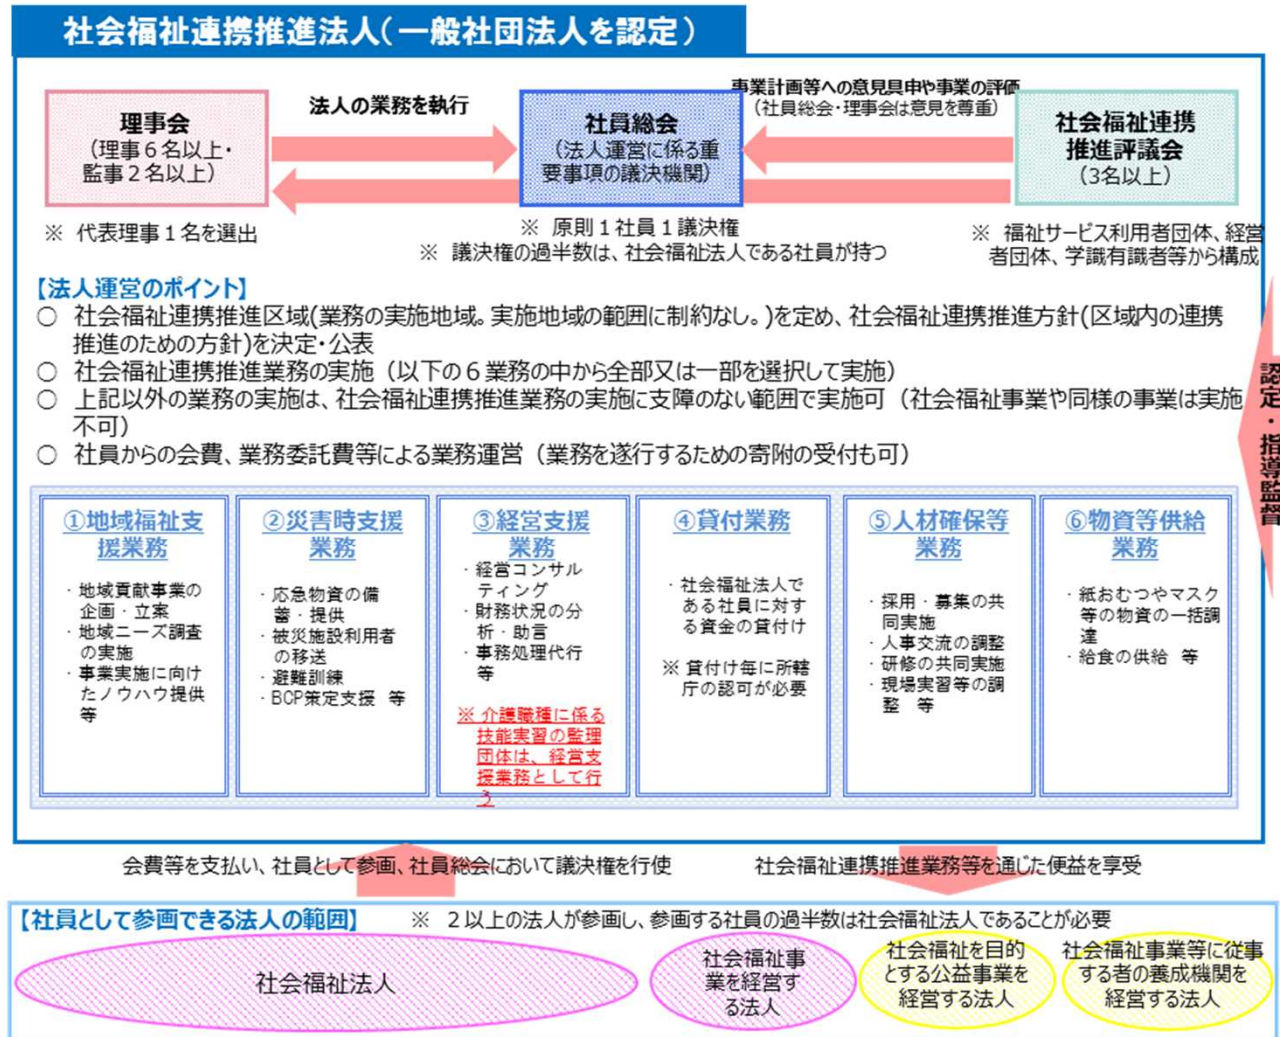 社会福祉連携推進法人（一般社団法人を認定）
理事会
（理事６名以上・
監事２名以上）
法人の業務を執行
社員総会
（法人運営に係る重
要事項の議決機関）
事業計画等への意見具申や事業の評価
（社員総会・理事会は意見を尊重）
社会福祉連携
推進評議会
（3名以上）
※ 代表理事１名を選出
※ 原則１社員１議決権
※ 議決権の過半数は、社会福祉法人である社員が持つ
※ 福祉サービス利用者団体、経営
者団体、学識有識者等から構成
【法人運営のポイント】
○ 社会福祉連携推進区域(業務の実施地域。実施地域の範囲に制約なし。)を定め、社会福祉連携推進方針(区域内の連携
推進のための方針)を決定・公表
○ 社会福祉連携推進業務の実施（以下の６業務の中から全部又は一部を選択して実施）
○ 上記以外の業務の実施は、社会福祉連携推進業務の実施に支障のない範囲で実施可（社会福祉事業や同様の事業は実施
不可）
○ 社員からの会費、業務委託費等による業務運営（業務を遂行するための寄附の受付も可）
認定・指導監督
①地域福祉支
援業務
・地域貢献事業の
企画・立案
・地域ニーズ調査
の実施
・事業実施に向け
たノウハウ提供
等
②災害時支援
業務
・応急物資の備
蓄・提供
・被災施設利用者
の移送
・避難訓練
・BCP策定支援 等
③経営支援
業務
・経営コンサル
ティング
・財務状況の分
析・助言
・事務処理代行
等
※ 介護職種に係る
技能実習の監理
団体は、経営支
援業務として行
う
④貸付業務
・社会福祉法人で
ある社員に対す
る資金の貸付け
※ 貸付け毎に所轄
庁の認可が必要
⑤人材確保等
業務
・採用・募集の共
同実施
・人事交流の調整
・研修の共同実施
・現場実習等の調
整 等
⑥物資等供給
業務
・紙おむつやマスク
等の物資の一括調
達
・給食の供給 等
会費等を支払い、社員として参画、社員総会において議決権を行使
社会福祉連携推進業務等を通じた便益を享受
【社員として参画できる法人の範囲】 ※ ２以上の法人が参画し、参画する社員の過半数は社会福祉法人であることが必要
社会福祉法人
社会福祉事
業を経営す
る法人
社会福祉を目的
とする公益事業を
経営する法人
社会福祉事業等に従事
する者の養成機関を
経営する法人